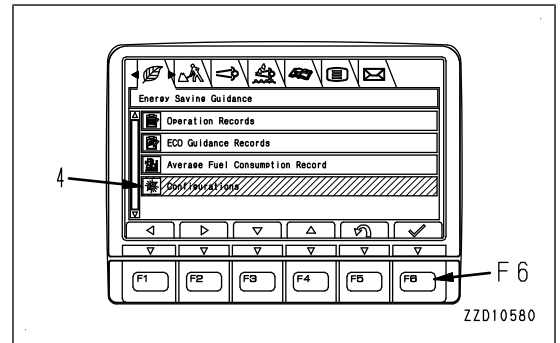 Energy Saving Guidance
Operation Records
ECO Guidance Records
Average Fuel Consumption Record
4
Configurations
F1 F2 F3 F4 F5 F6
F6
ZZD10580